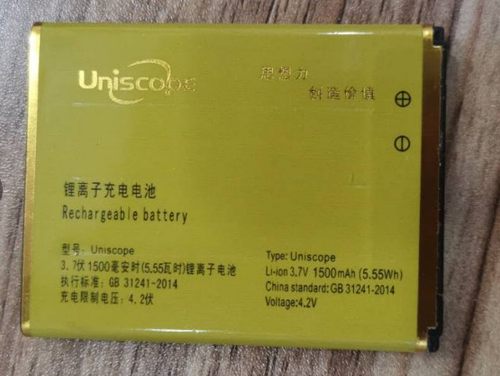 Uniscope
思想力
创造价值
锂离子充电电池
Rechargeable battery
型号: Uniscope
3.7伏1500毫安时(5.55瓦时)锂离子电池
执行标准: GB 31241-2014
充电限制电压: 4.2伏
Type: Uniscope
Li-ion 3.7V 1500mAh (5.55Wh)
China standard: GB 31241-2014
Voltage:4.2V